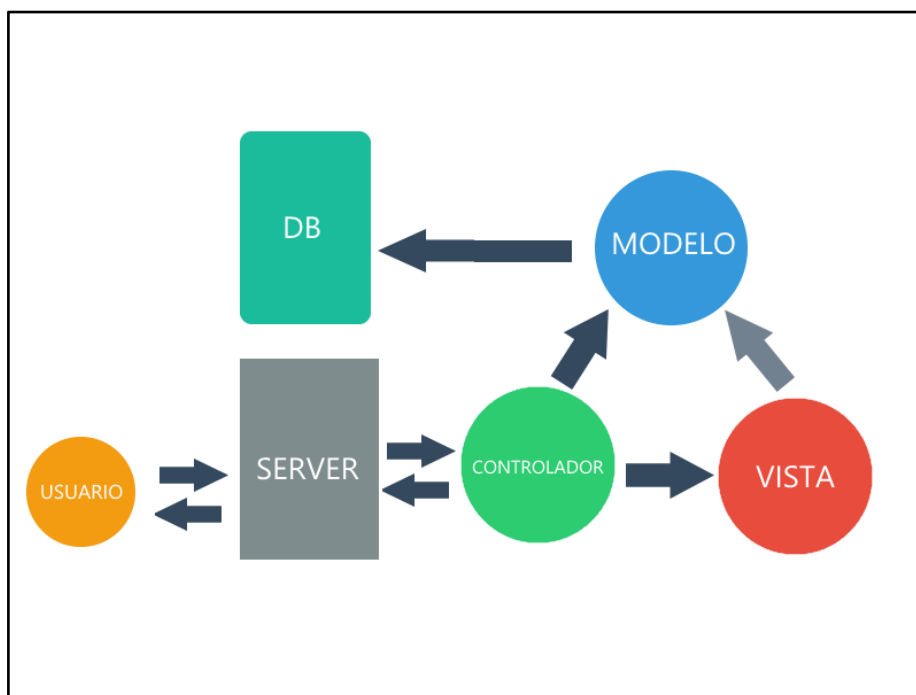 DB
MODELO
USUARIO
SERVER
CONTROLADOR
VISTA